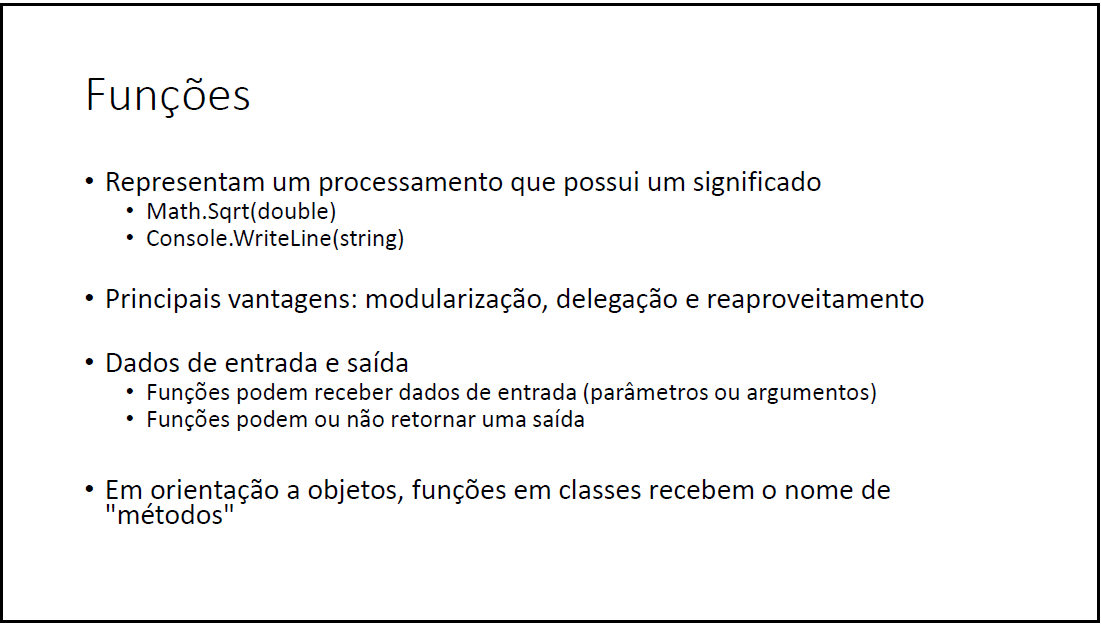 Funções
• Representam um processamento que possui um significado
• Math.Sqrt(double)
• Console.WriteLine(string)
• Principais vantagens: modularização, delegação e reaproveitamento
• Dados de entrada e saída
• Funções podem receber dados de entrada (parâmetros ou argumentos)
• Funções podem ou não retornar uma saída
• Em orientação a objetos, funções em classes recebem o nome de
"métodos"